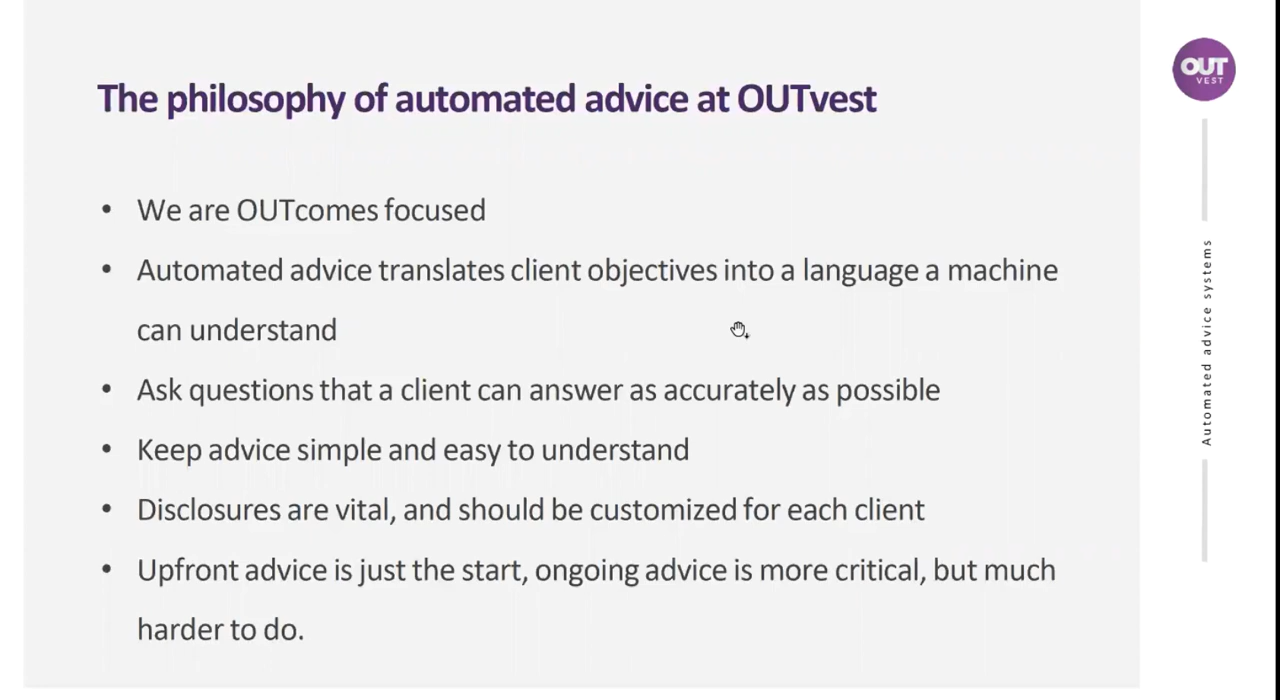 The philosophy of automated advice at OUTvest
• We are OUTcomes focused
• Automated advice translates client objectives into a language a machine
can understand
• Ask questions that a client can answer as accurately as possible
• Keep advice simple and easy to understand
• Disclosures are vital, and should be customized for each client
• Upfront advice is just the start, ongoing advice is more critical, but much
harder to do.
OUT
VEST
Automated advice systems